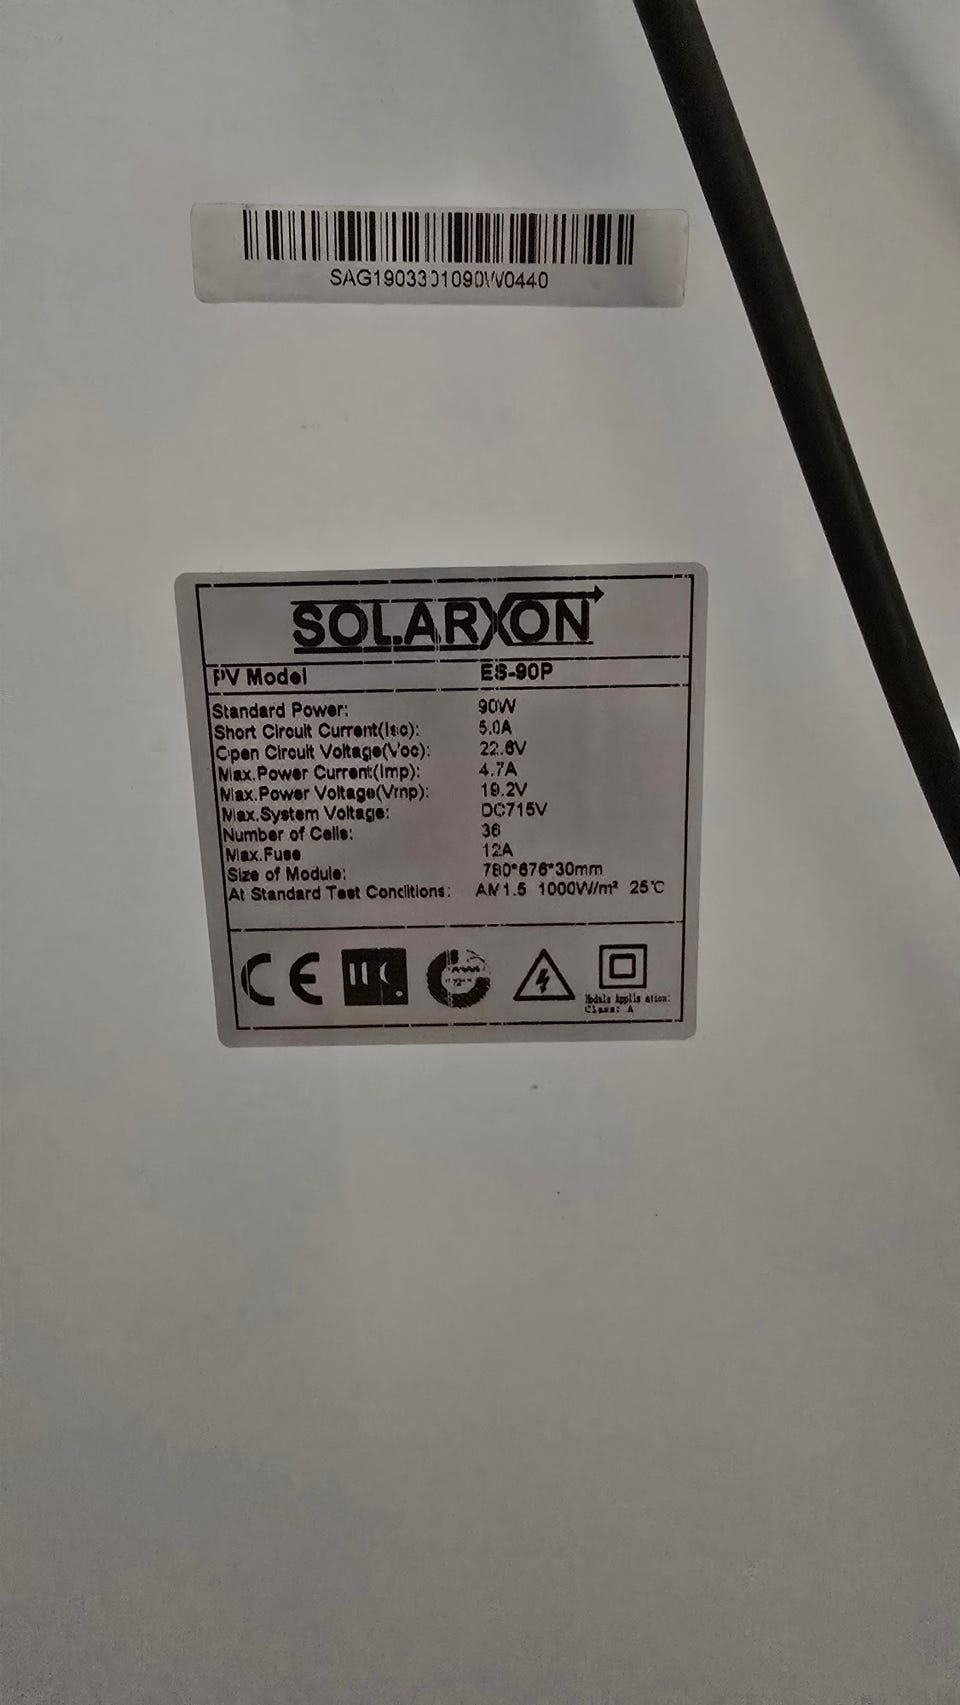 SAG1903301090W0440
SOLARXON
PV Model ES-90P
Standard Power: 90W
Short Circuit Current(Isc): 5.0A
Open Circuit Voltage(Voc): 22.6V
Max.Power Current(Imp): 4.7A
Max.Power Voltage(Vmp): 19.2V
Max.System Voltage: DC715V
Number of Cells: 36
Max.Fuse 12A
Size of Module: 780*676*30mm
At Standard Test Conditions: AM1.5 1000W/m² 25℃
CE
Module Application:
Class: A